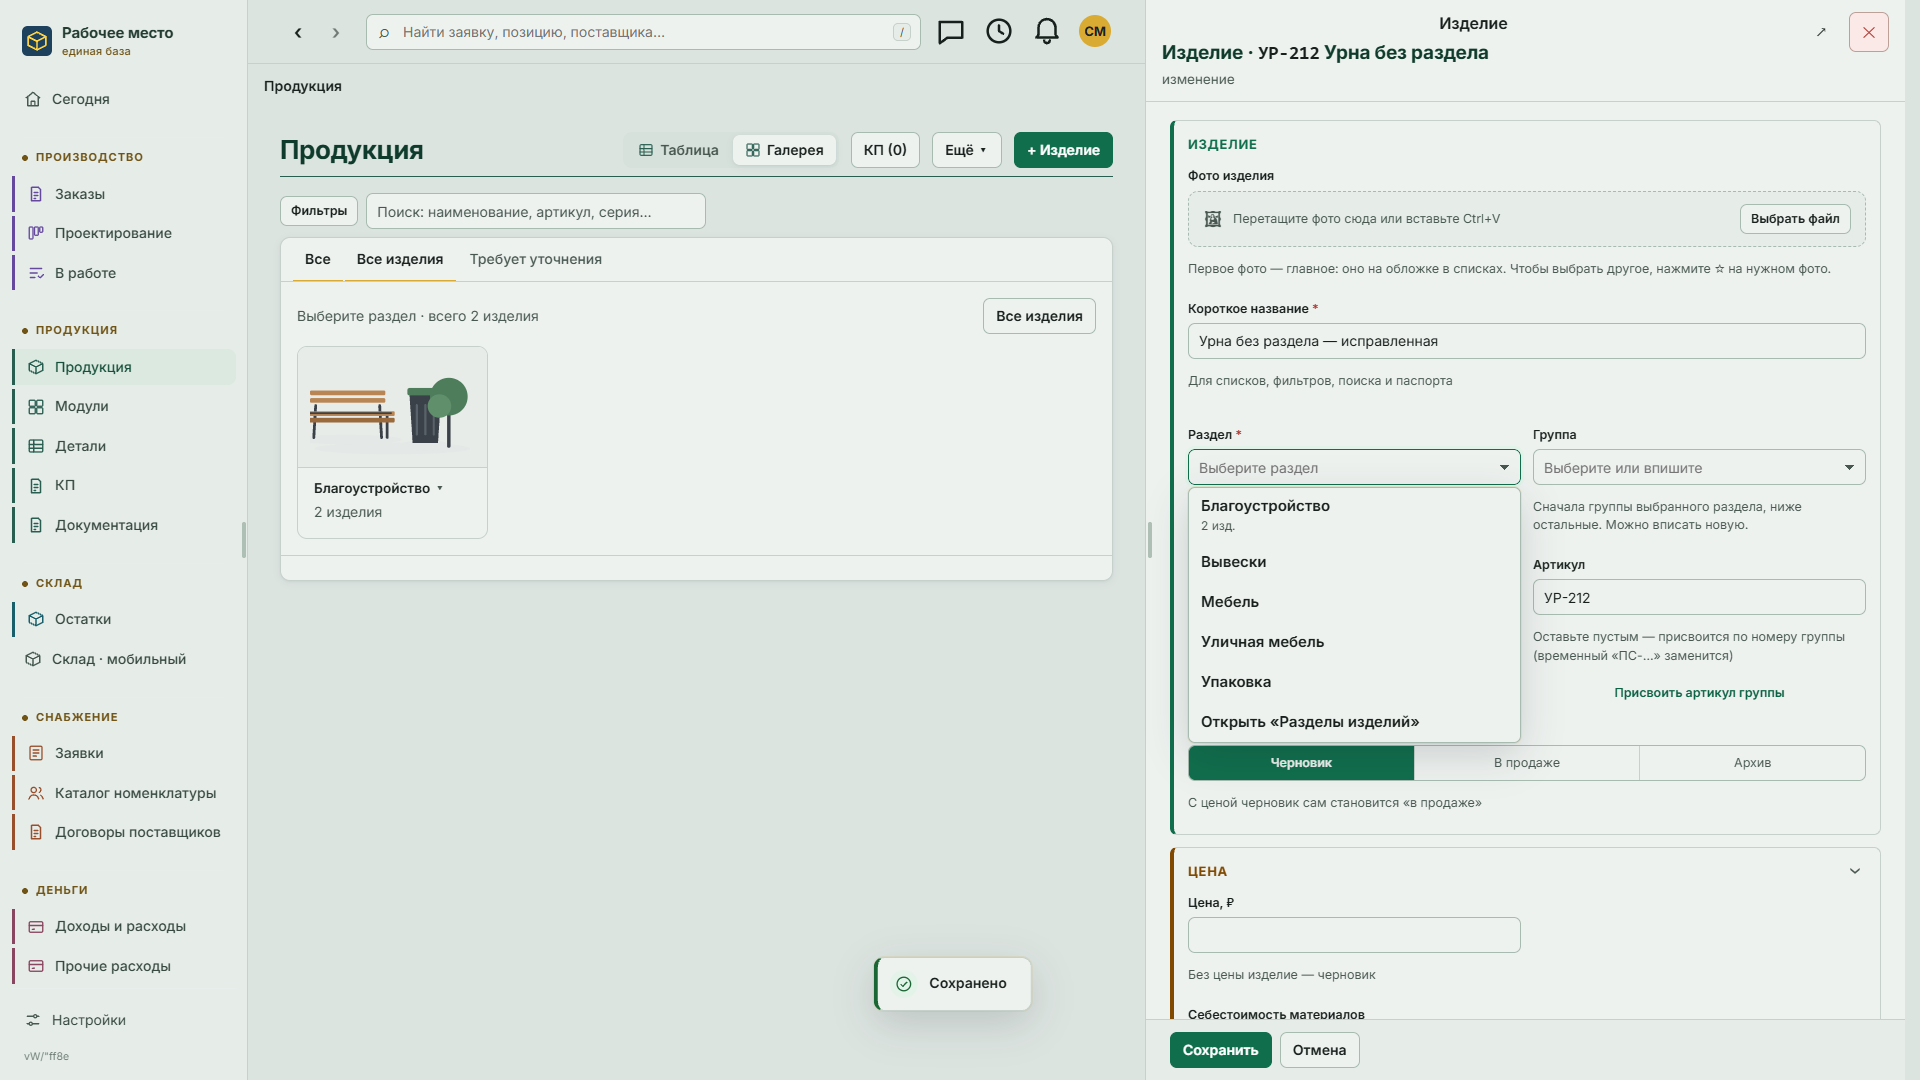 Рабочее место
единая база
Сегодня
ПРОИЗВОДСТВО
Заказы
Проектирование
В работе
ПРОДУКЦИЯ
Продукция
Модули
Детали
КП
Документация
СКЛАД
Остатки
Склад · мобильный
СНАБЖЕНИЕ
Заявки
Каталог номенклатуры
Договоры поставщиков
ДЕНЬГИ
Доходы и расходы
Прочие расходы
Настройки
vW/"ff8e
Найти заявку, позицию, поставщика...
/
СМ
Продукция
Продукция
Таблица
Галерея
КП (0)
Ещё
+ Изделие
Фильтры
Поиск: наименование, артикул, серия...
Все
Все изделия
Требует уточнения
Выберите раздел · всего 2 изделия
Все изделия
Благоустройство
2 изделия
Сохранено
Изделие
Изделие · УР-212 Урна без раздела
изменение
ИЗДЕЛИЕ
Фото изделия
Перетащите фото сюда или вставьте Ctrl+V
Выбрать файл
Первое фото — главное: оно на обложке в списках. Чтобы выбрать другое, нажмите ☆ на нужном фото.
Короткое название *
Урна без раздела — исправленная
Для списков, фильтров, поиска и паспорта
Раздел *
Выберите раздел
Благоустройство
2 изд.
Вывески
Мебель
Уличная мебель
Упаковка
Открыть «Разделы изделий»
Группа
Выберите или впишите
Сначала группы выбранного раздела, ниже
остальные. Можно вписать новую.
Артикул
УР-212
Оставьте пустым — присвоится по номеру группы
(временный «ПС-...» заменится)
Присвоить артикул группы
Черновик
В продаже
Архив
С ценой черновик сам становится «в продаже»
ЦЕНА
Цена, ₽
Без цены изделие — черновик
Себестоимость материалов
Сохранить
Отмена